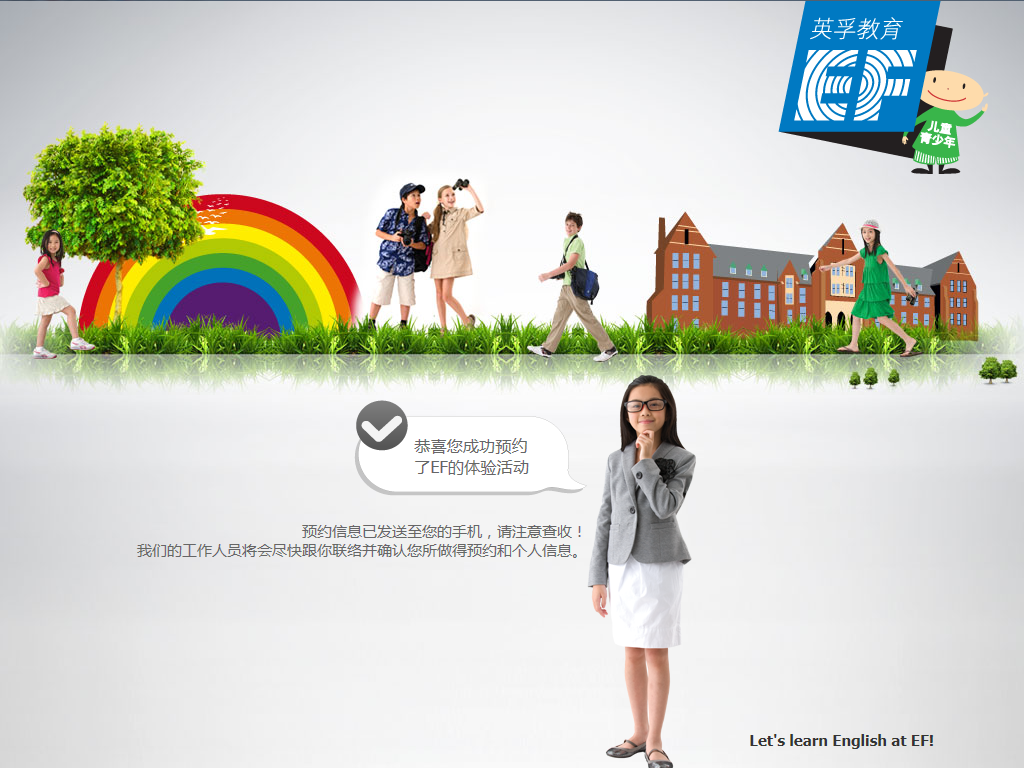 英孚教育
EF
儿童
青少年
恭喜您成功预约
了EF的体验活动
预约信息已发送至您的手机，请注意查收！
我们的工作人员将会尽快跟你联络并确认您所做得预约和个人信息。
Let's learn English at EF!